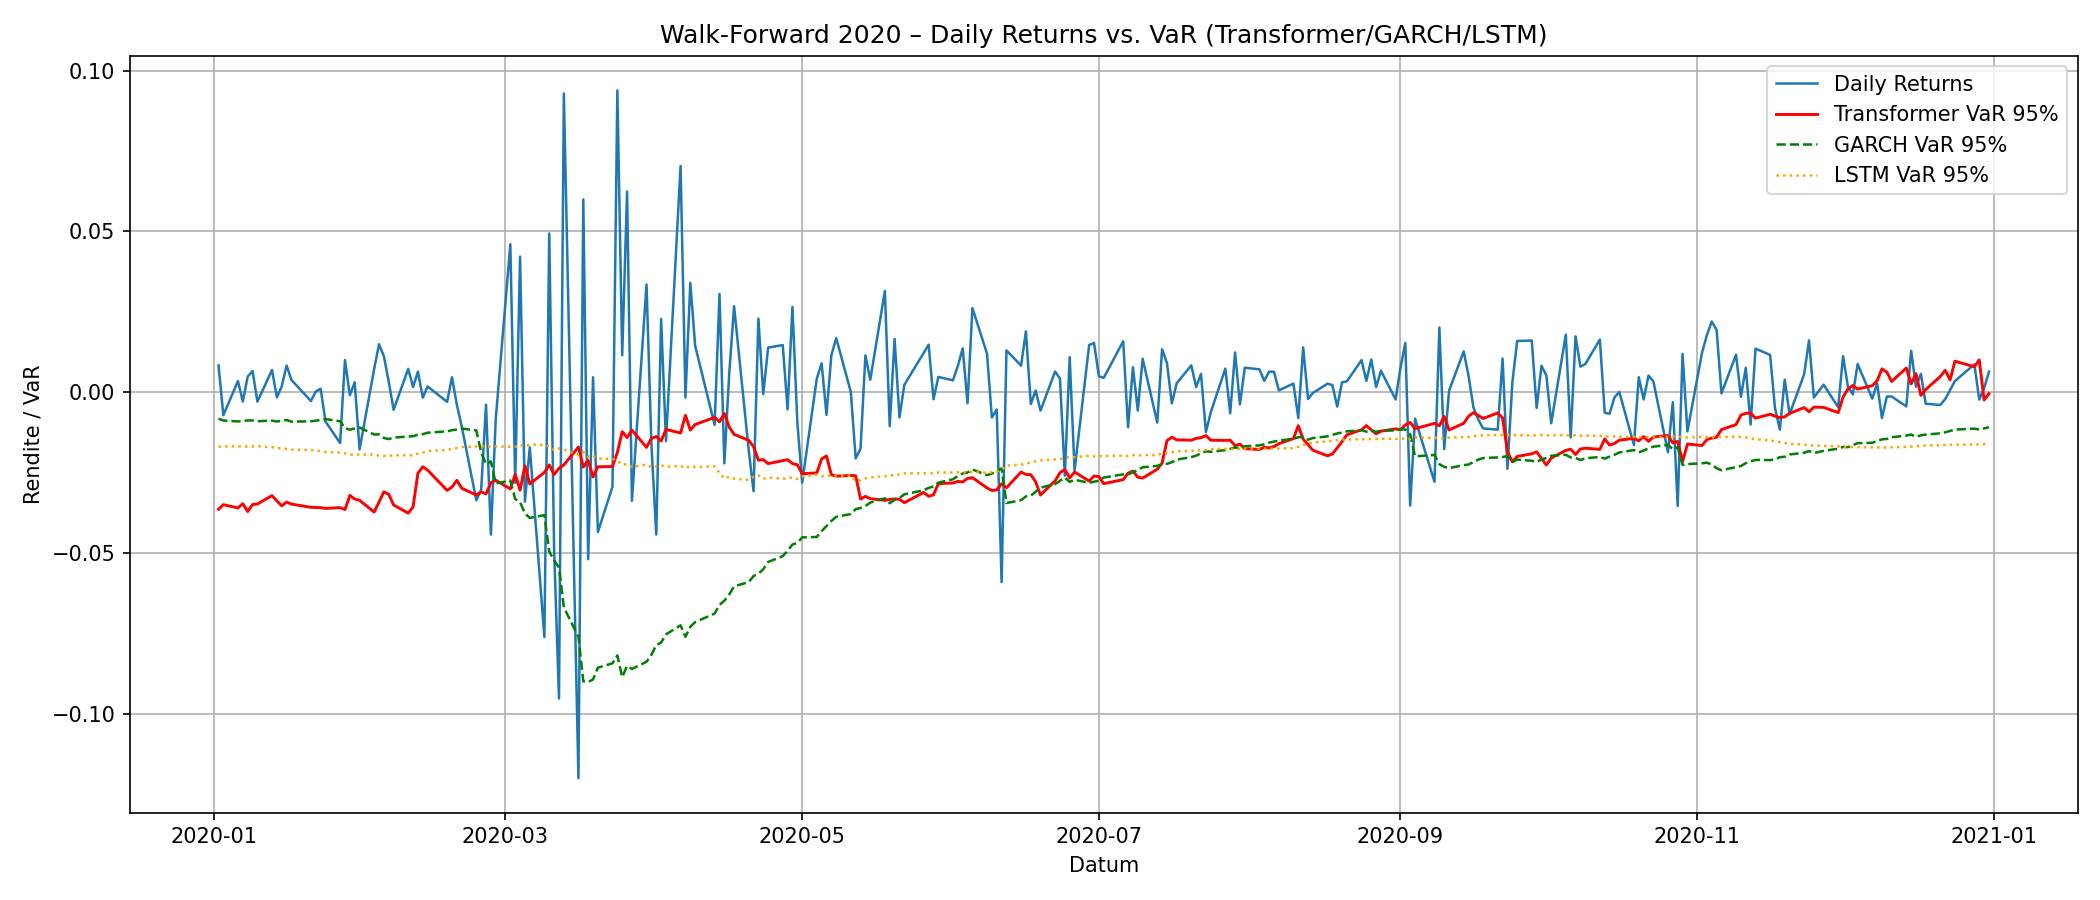 Walk-Forward 2020 – Daily Returns vs. VaR (Transformer/GARCH/LSTM)
Daily Returns
Transformer VaR 95%
GARCH VaR 95%
LSTM VaR 95%
Rendite / VaR
0.10
0.05
0.00
−0.05
−0.10
2020-01 2020-03 2020-05 2020-07 2020-09 2020-11 2021-01
Datum